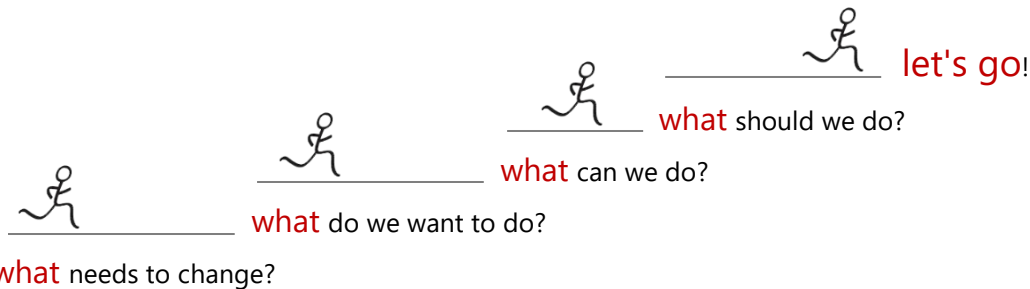 let's go!
what should we do?
what can we do?
what do we want to do?
what needs to change?